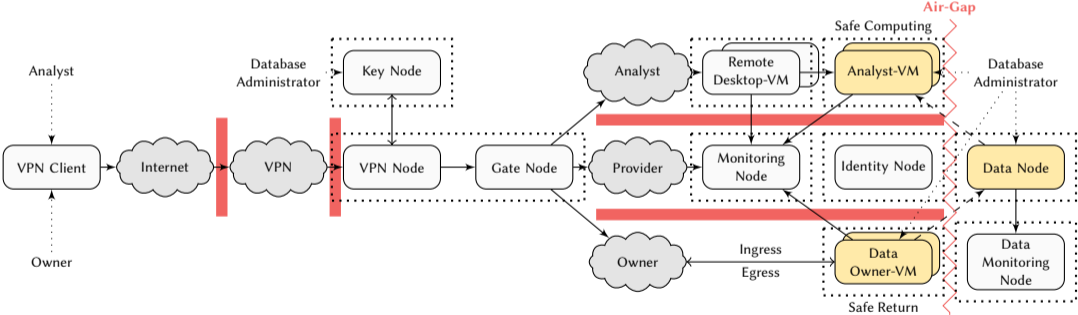 Air-Gap
Safe Computing
Analyst
Database
Administrator
Key Node
Analyst
Remote
Desktop-VM
Analyst-VM
Database
Administrator
VPN Client
Internet
VPN
VPN Node
Gate Node
Provider
Monitoring
Node
Identity Node
Data Node
Owner
Owner
Ingress
Egress
Data
Owner-VM
Data
Monitoring
Node
Safe Return